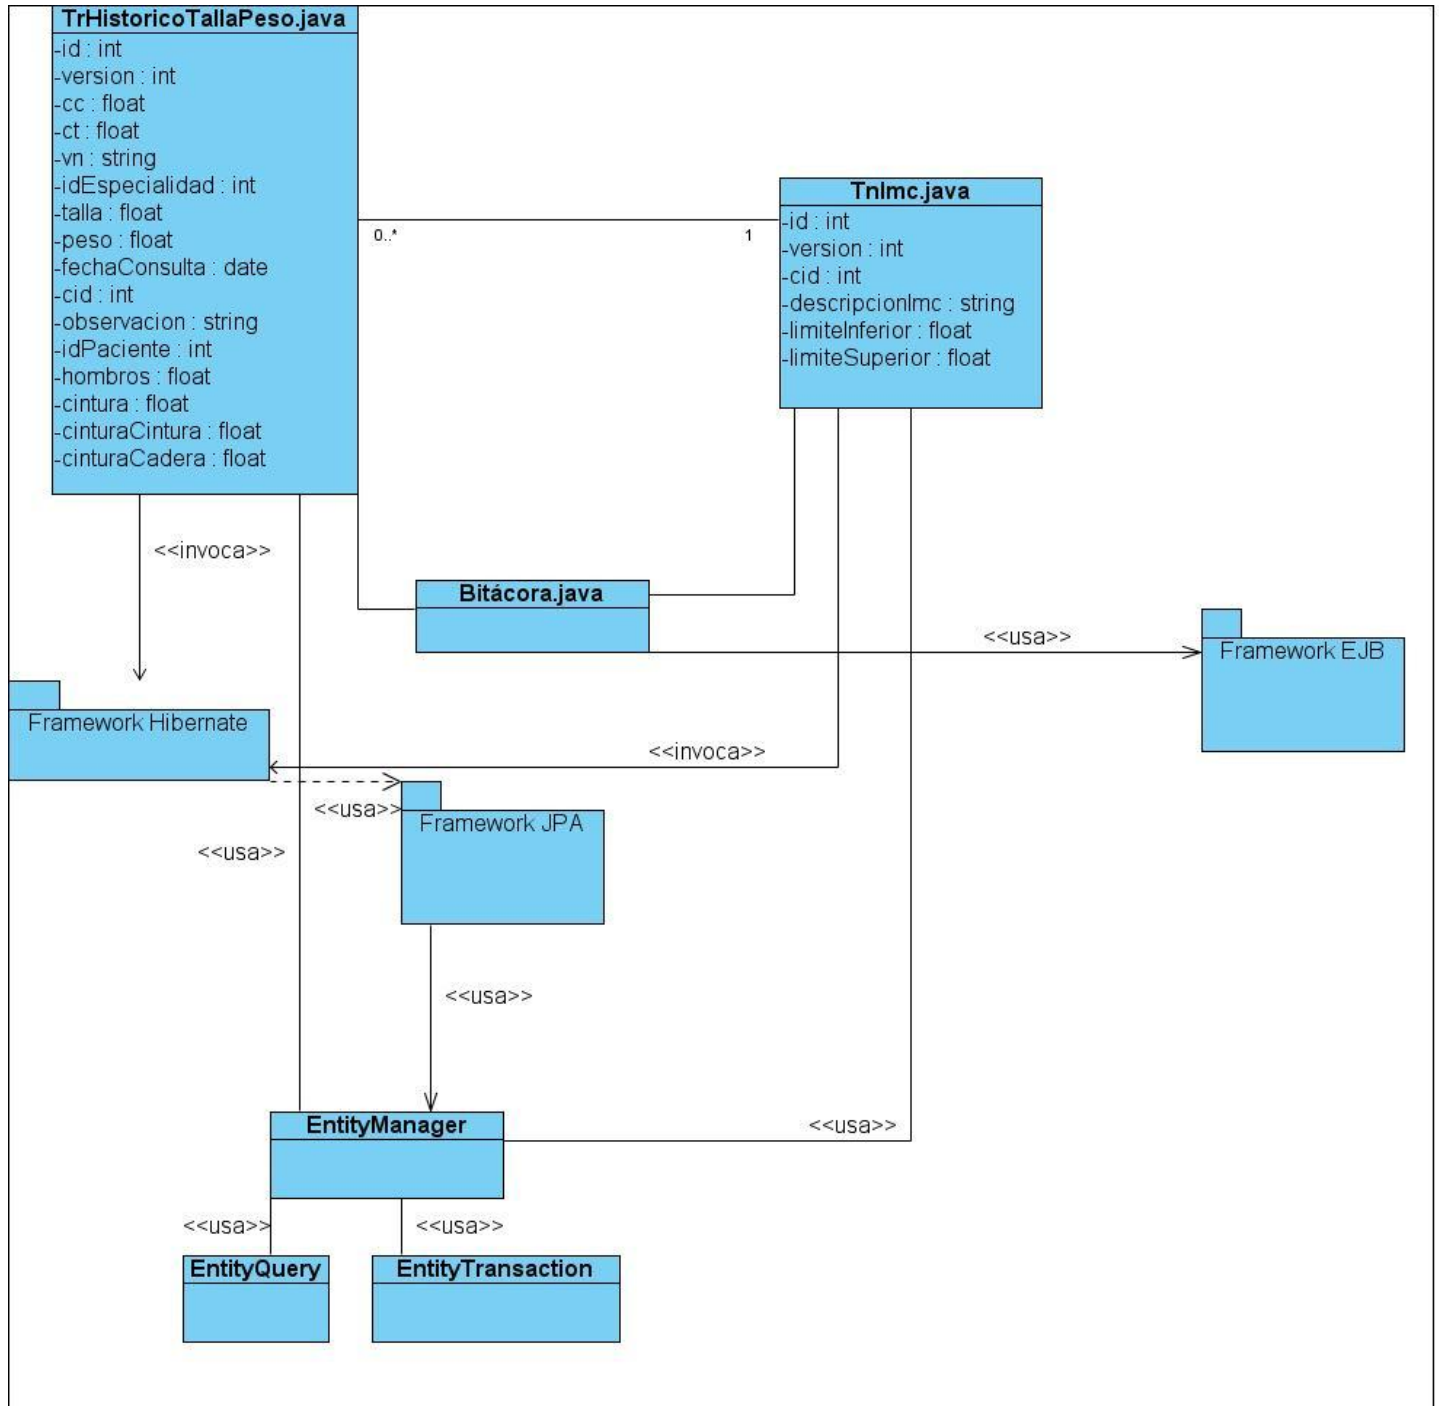 TrHistoricoTallaPeso.java
-id : int
-version : int
-cc : float
-ct : float
-vn : string
-idEspecialidad : int
-talla : float
-peso : float
-fechaConsulta : date
-cid : int
-observacion : string
-idPaciente : int
-hombros : float
-cintura : float
-cinturaCintura : float
-cinturaCadera : float
0..*
1
TnImc.java
-id : int
-version : int
-cid : int
-descripcionImc : string
-limiteInferior : float
-limiteSuperior : float
<<invoca>>
Bitácora.java
<<usa>>
Framework EJB
Framework Hibernate
<<invoca>>
<<usa>>
Framework JPA
<<usa>>
<<usa>>
EntityManager
<<usa>>
<<usa>>
<<usa>>
EntityQuery
EntityTransaction